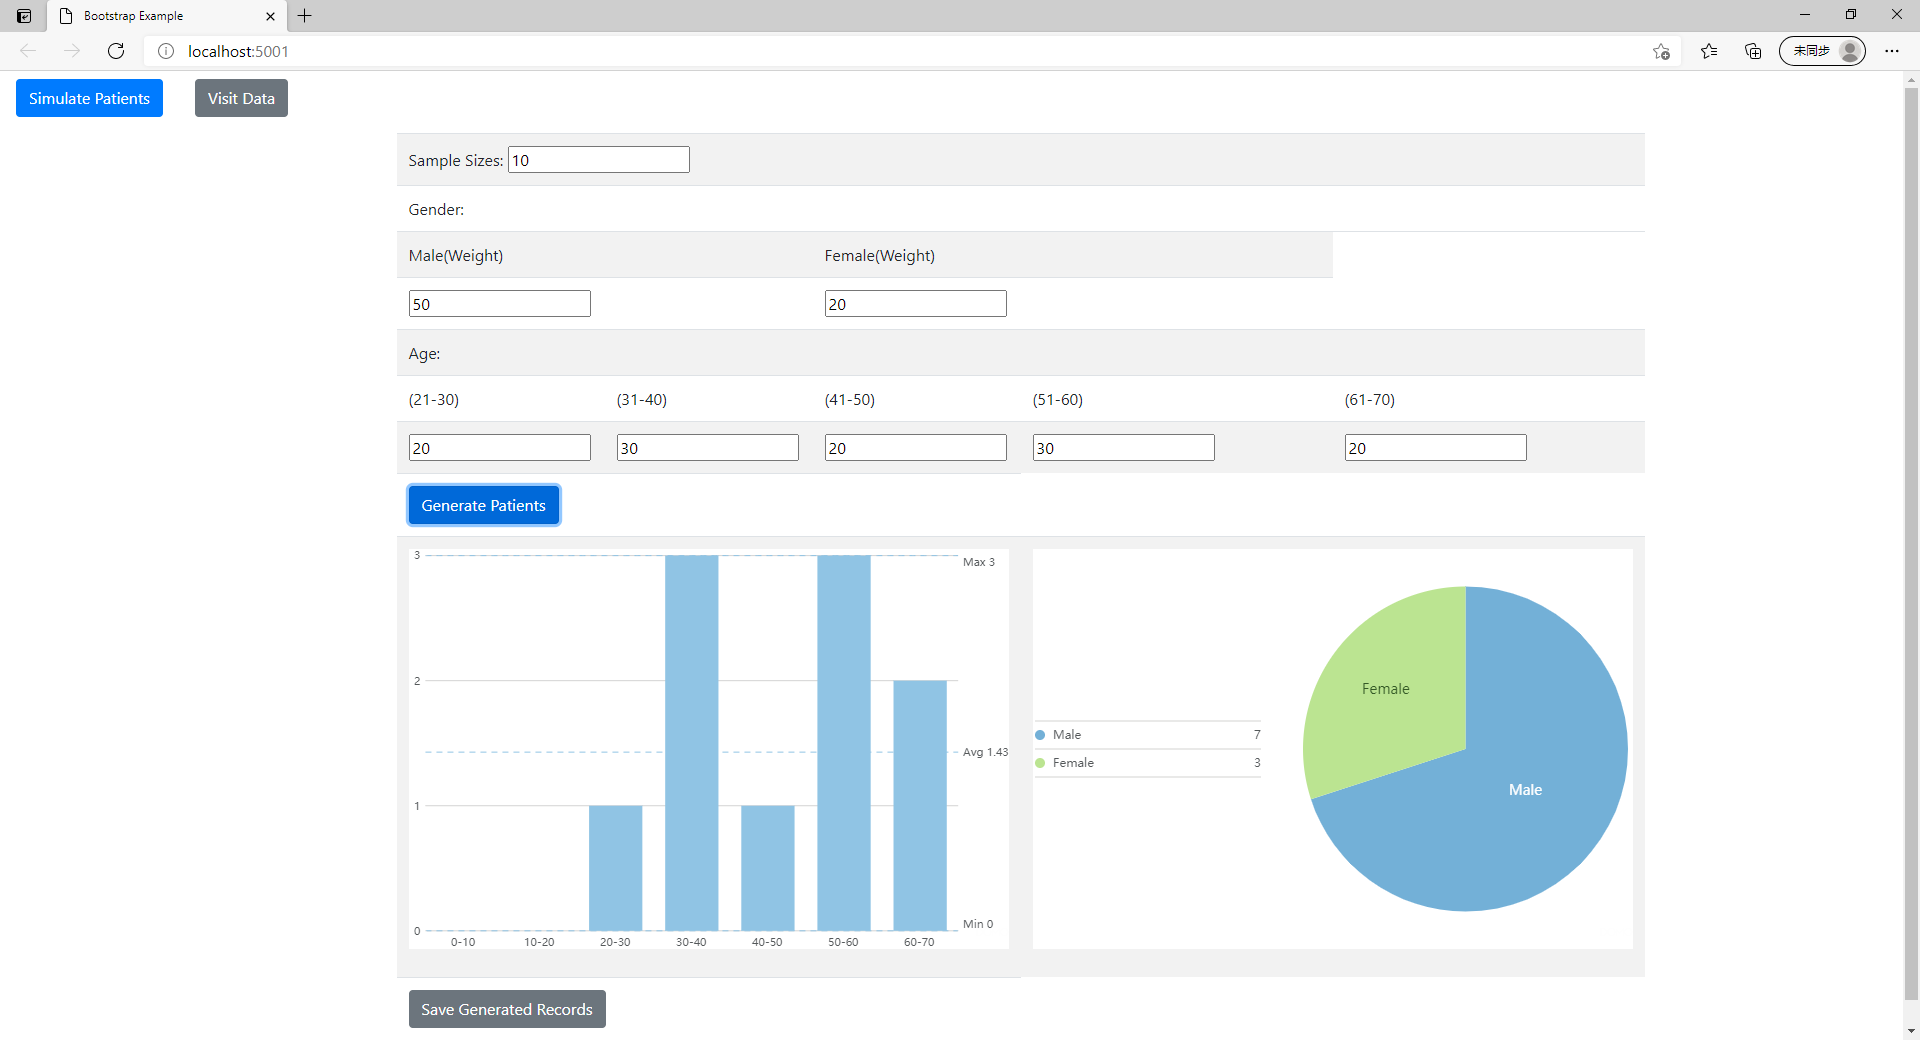 Bootstrap Example
localhost:5001
未同步
Simulate Patients
Visit Data
Sample Sizes: 10
Gender:
Male(Weight) Female(Weight)
50 20
Age:
(21-30) (31-40) (41-50) (51-60) (61-70)
20 30 20 30 20
Generate Patients
3
2
1
0
Max 3
Avg 1.43
Min 0
0-10 10-20 20-30 30-40 40-50 50-60 60-70
Male 7
Female 3
Female
Male
Save Generated Records